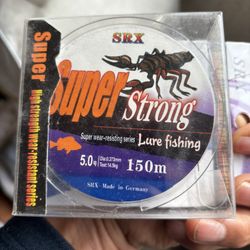 SRX
Super
Strong
Super wear-resisting series
Lure fishing
5.0
150m
SRX-Made in Germany
Super
High strength wear-resistant series